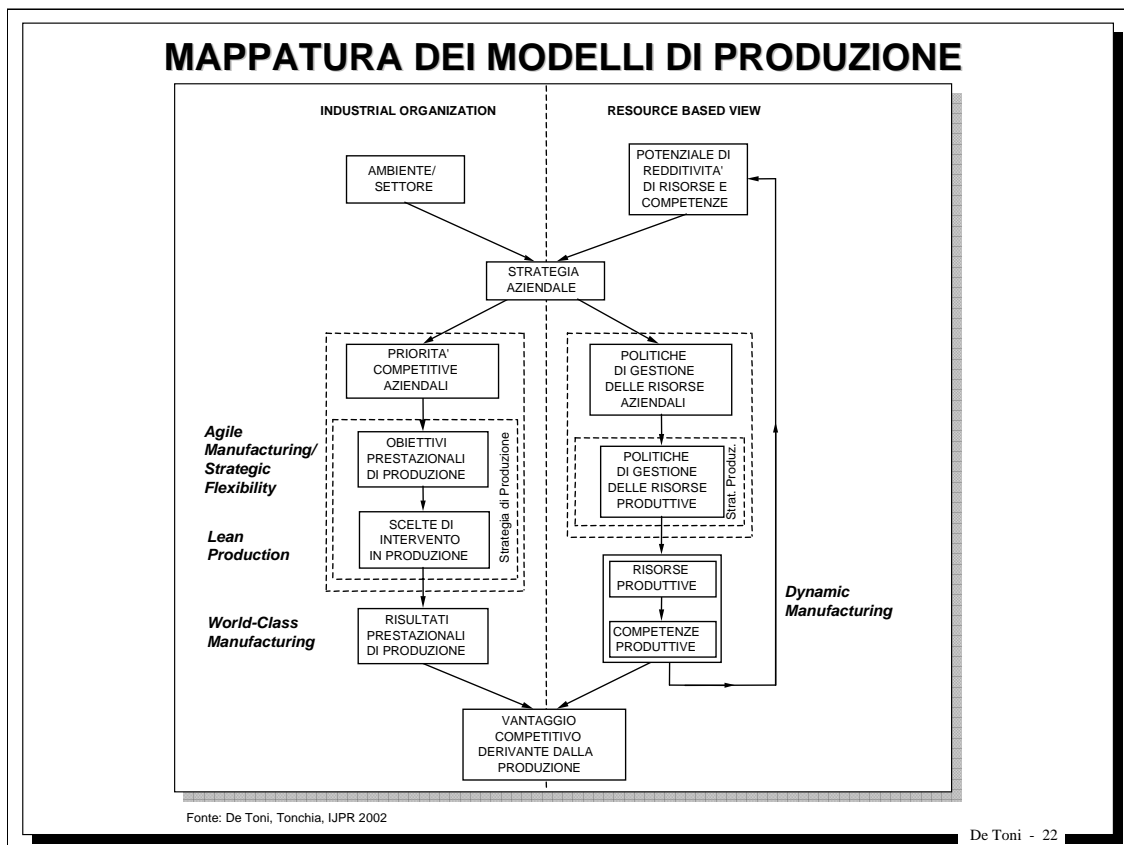 MAPPATURA DEI MODELLI DI PRODUZIONE
INDUSTRIAL ORGANIZATION
RESOURCE BASED VIEW
AMBIENTE/
SETTORE
POTENZIALE DI
REDDITIVITA'
DI RISORSE E
COMPETENZE
STRATEGIA
AZIENDALE
PRIORITA'
COMPETITIVE
AZIENDALI
POLITICHE
DI GESTIONE
DELLE RISORSE
AZIENDALI
Agile
Manufacturing/
Strategic
Flexibility
OBIETTIVI
PRESTAZIONALI
DI PRODUZIONE
Strategia di Produzione
POLITICHE
DI GESTIONE
DELLE RISORSE
PRODUTTIVE
Strat. Produz.
Lean
Production
SCELTE DI
INTERVENTO
IN PRODUZIONE
RISORSE
PRODUTTIVE
Dynamic
Manufacturing
World-Class
Manufacturing
RISULTATI
PRESTAZIONALI
DI PRODUZIONE
COMPETENZE
PRODUTTIVE
VANTAGGIO
COMPETITIVO
DERIVANTE DALLA
PRODUZIONE
Fonte: De Toni, Tonchia, IJPR 2002
De Toni - 22